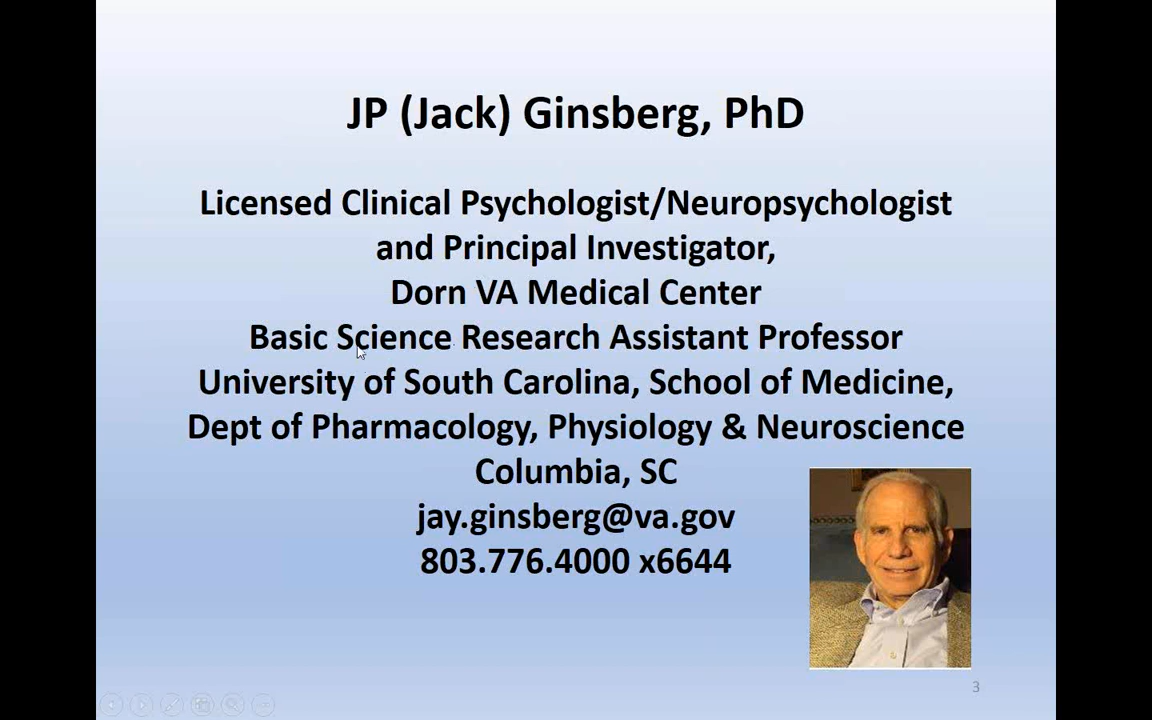 JP (Jack) Ginsberg, PhD
Licensed Clinical Psychologist/Neuropsychologist
and Principal Investigator,
Dorn VA Medical Center
Basic Science Research Assistant Professor
University of South Carolina, School of Medicine,
Dept of Pharmacology, Physiology & Neuroscience
Columbia, SC
jay.ginsberg@va.gov
803.776.4000 x6644
3